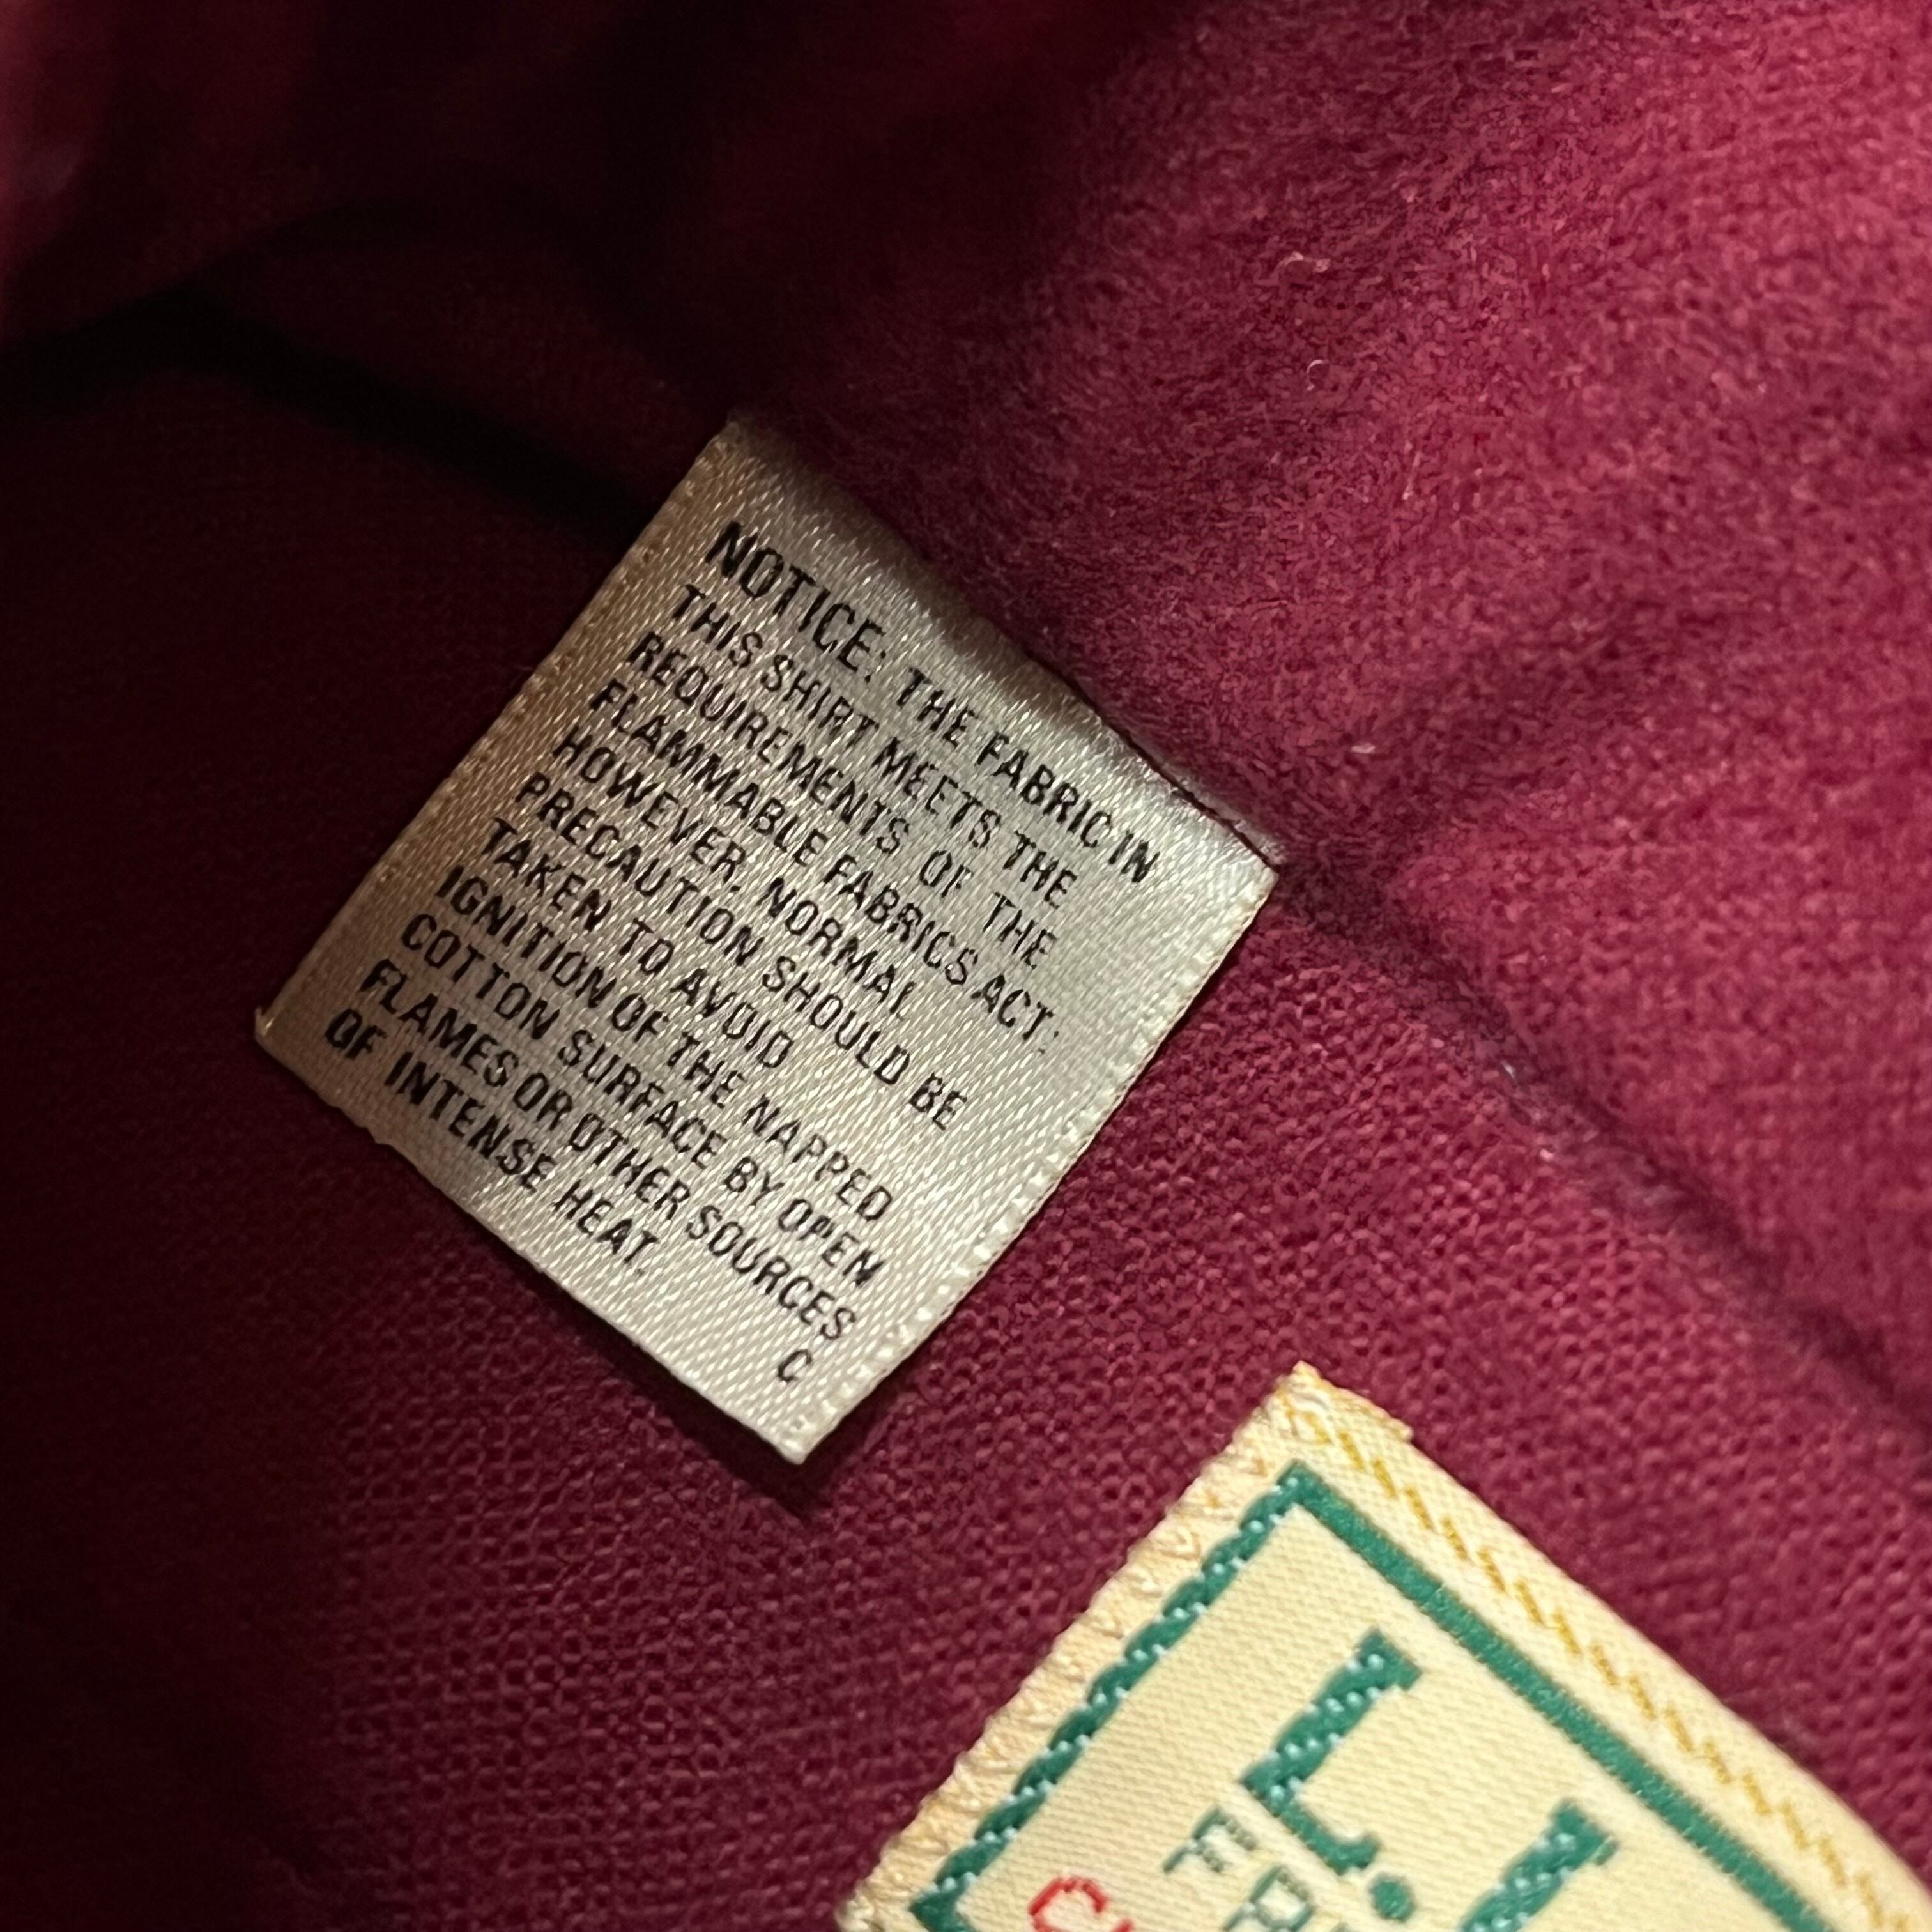 NOTICE: THE FABRIC IN
THIS SHIRT MEETS THE
REQUIREMENTS OF THE
FLAMMABLE FABRICS ACT:
HOWEVER, NORMAL
PRECAUTION SHOULD BE
TAKEN TO AVOID
IGNITION OF THE NAPPED
COTTON SURFACE BY OPEN
FLAMES OR OTHER SOURCES
OF INTENSE HEAT.
C
L.L